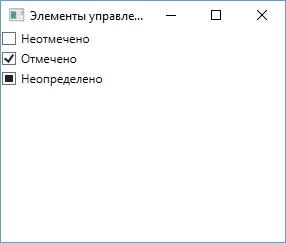 Элементы управле...
Неотмечено
Отмечено
Неопределено